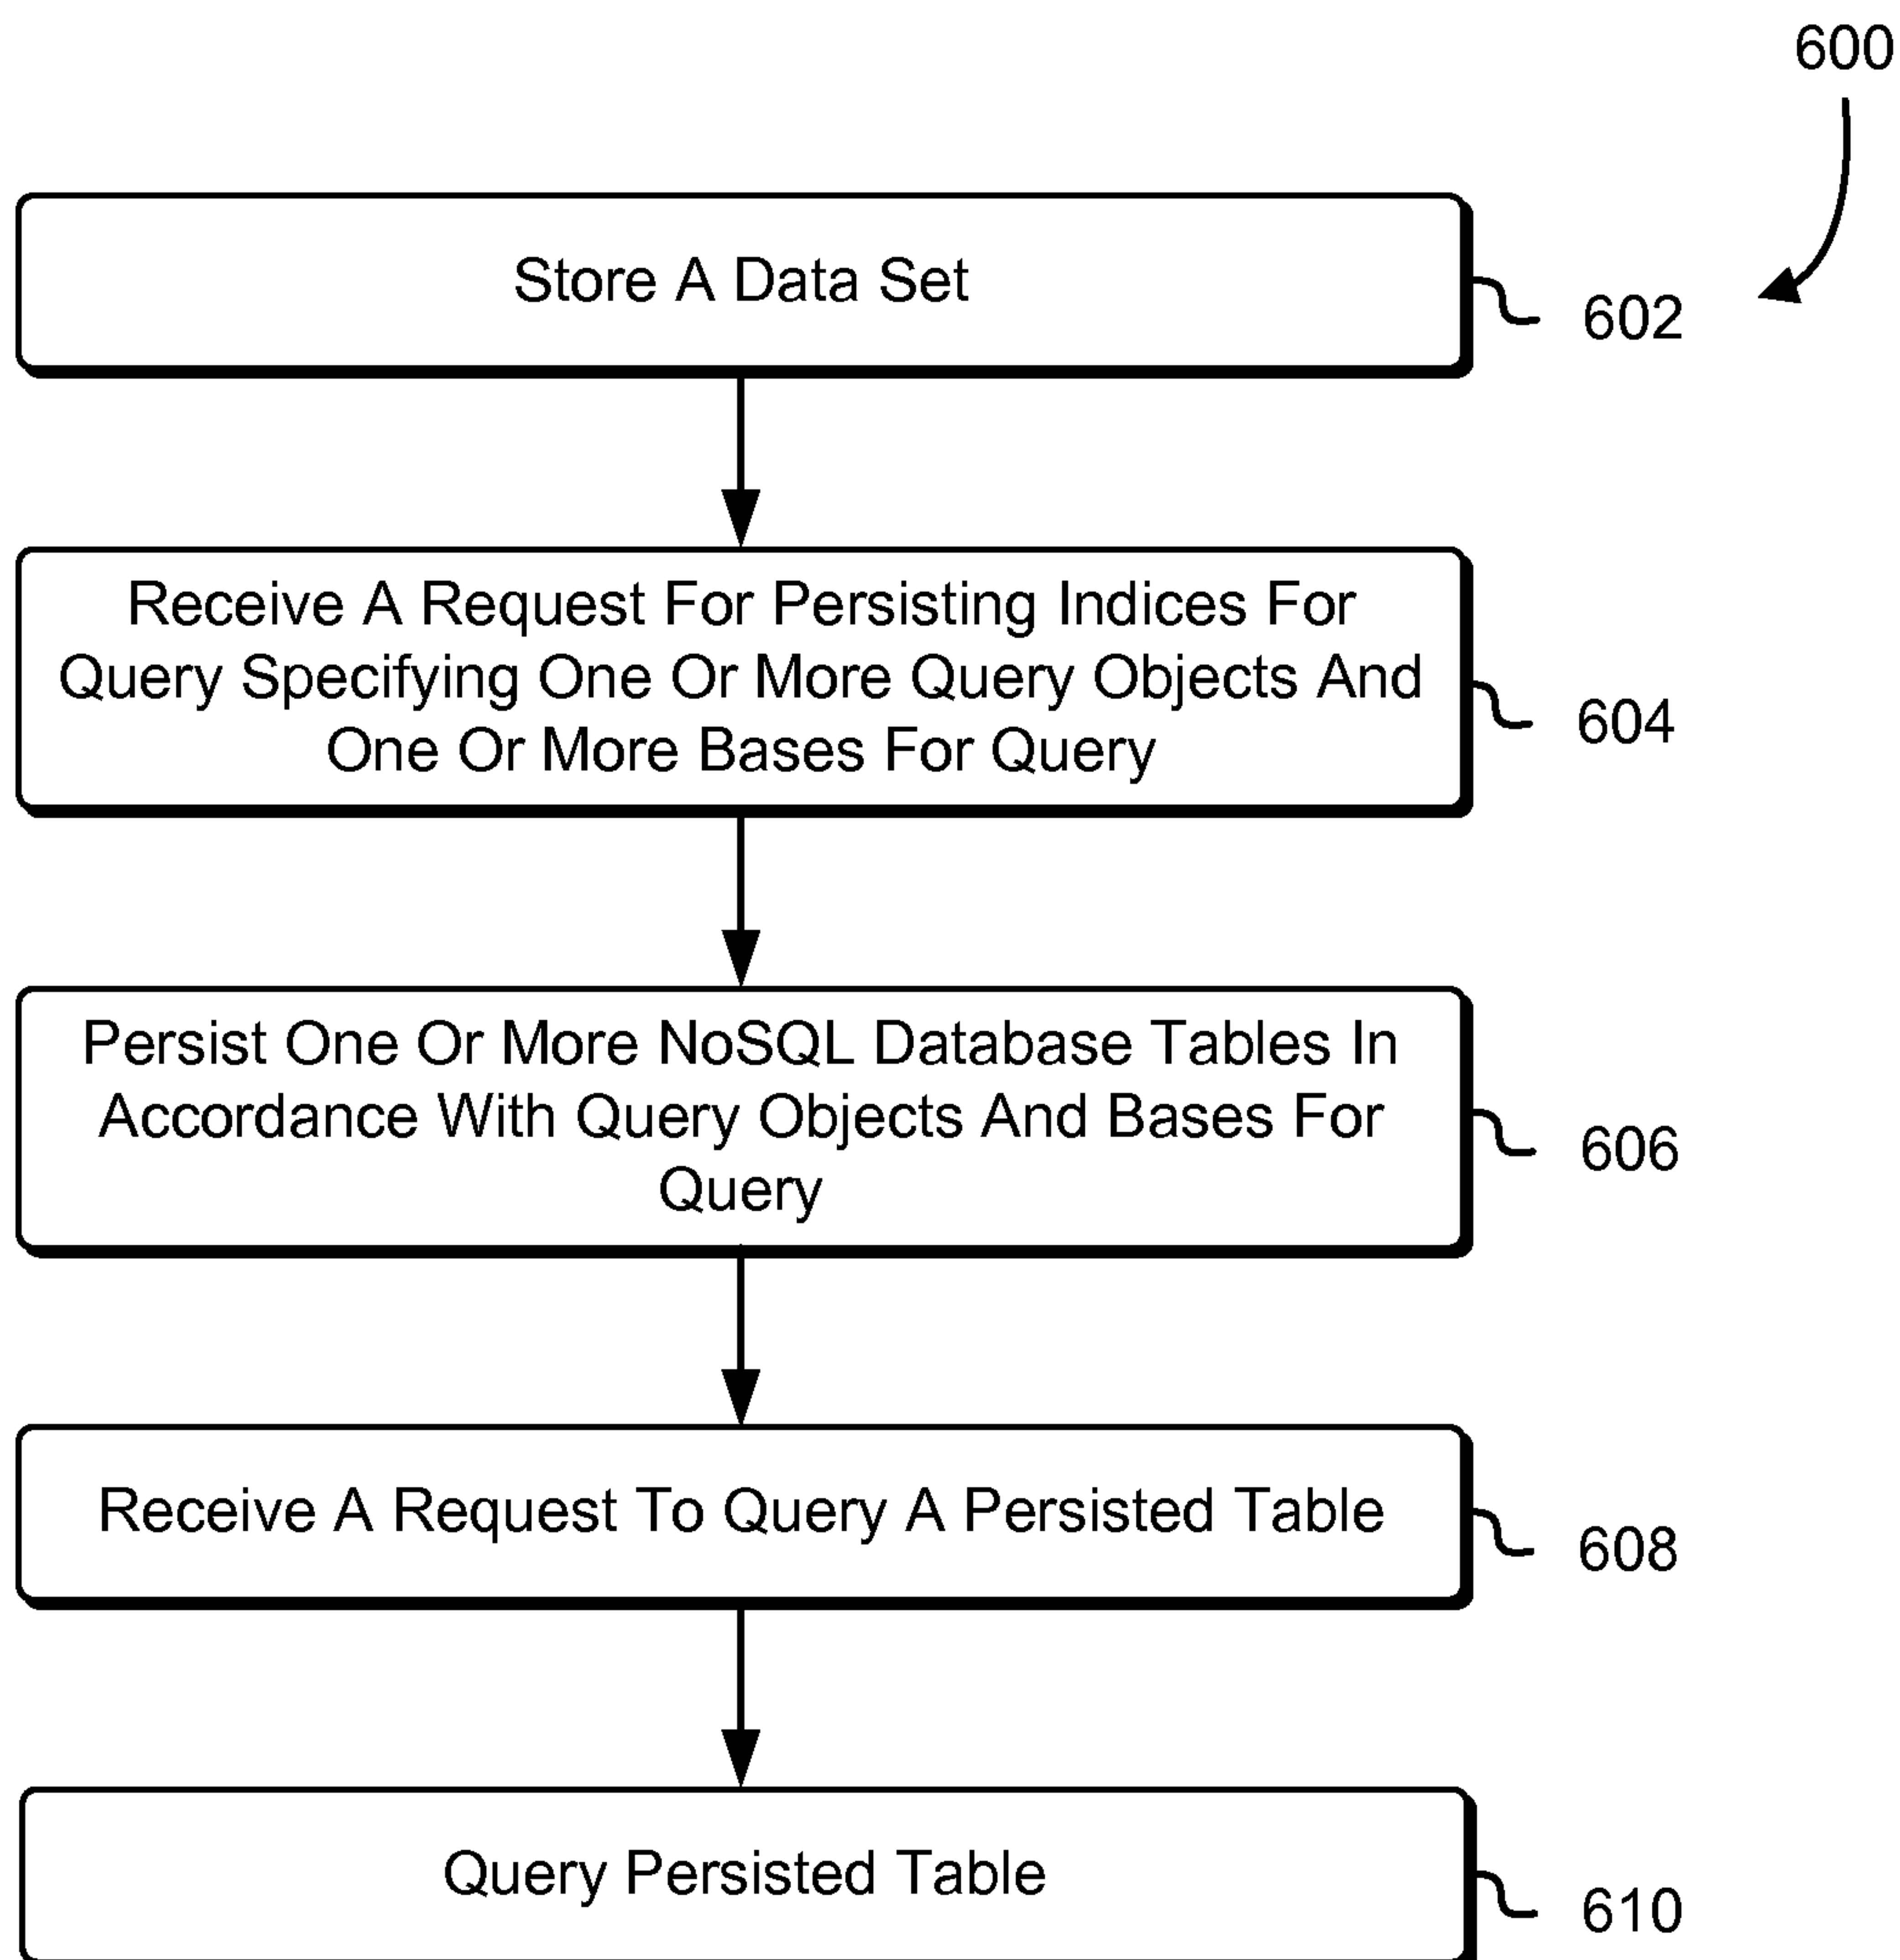 600
Store A Data Set
602
Receive A Request For Persisting Indices For
Query Specifying One Or More Query Objects And
One Or More Bases For Query
604
Persist One Or More NoSQL Database Tables In
Accordance With Query Objects And Bases For
Query
606
Receive A Request To Query A Persisted Table
608
Query Persisted Table
610